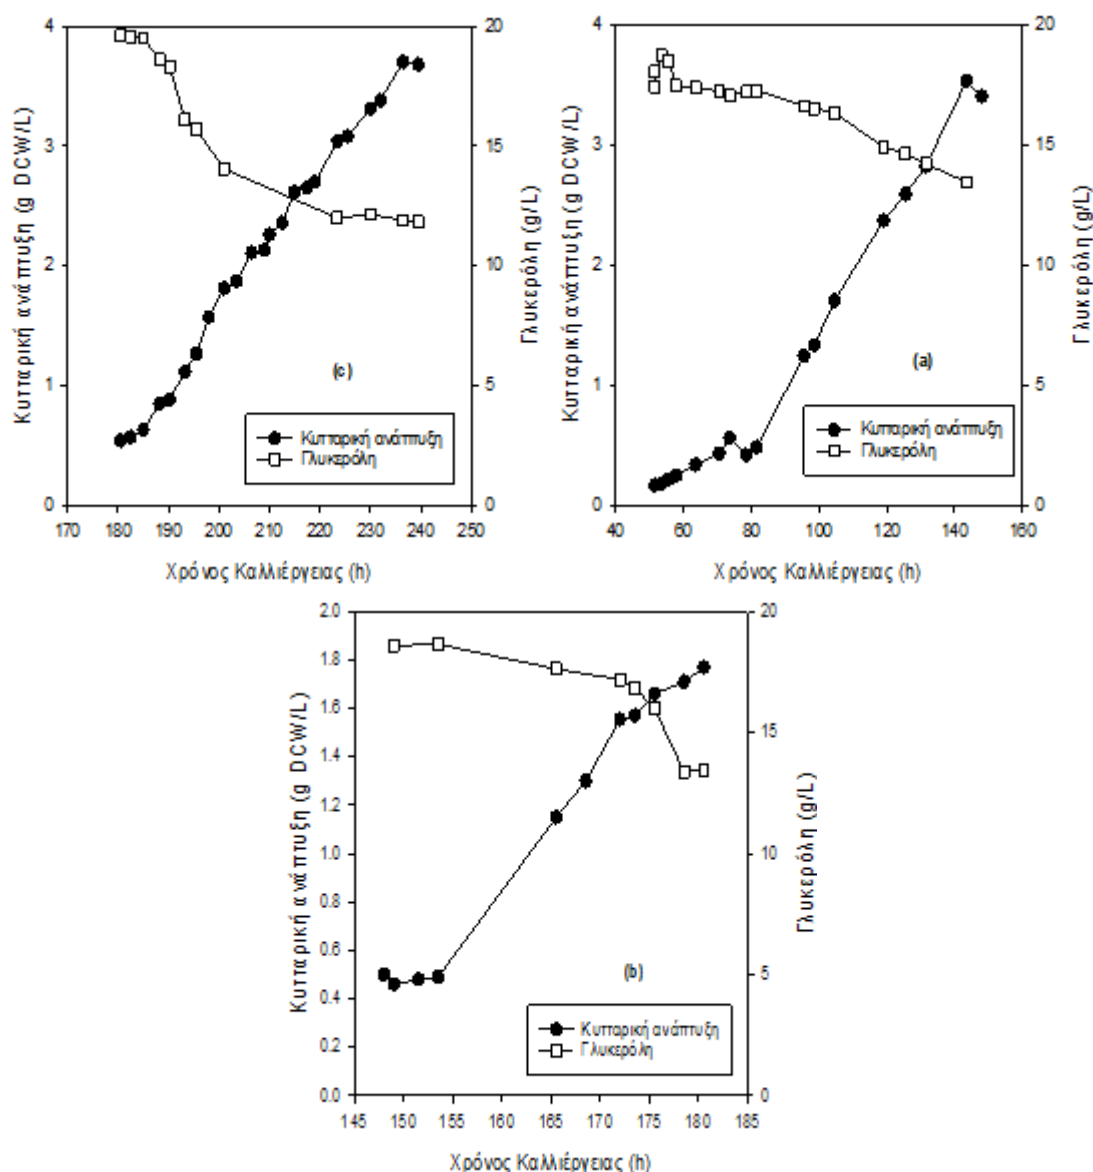 Κυτταρική ανάπτυξη (g DCW/L)
4
3
2
1
0
20
15
10
5
0
Γλυκερόλη (g/L)
(c)
Κυτταρική ανάπτυξη
Γλυκερόλη
170 180 190 200 210 220 230 240 250
Χρόνος Καλλιέργειας (h)
Κυτταρική ανάπτυξη (g DCW/L)
4
3
2
1
0
20
15
10
5
0
Γλυκερόλη (g/L)
(a)
Κυτταρική ανάπτυξη
Γλυκερόλη
40 60 80 100 120 140 160
Χρόνος Καλλιέργειας (h)
Κυτταρική ανάπτυξη (g DCW/L)
2.0
1.8
1.6
1.4
1.2
1.0
0.8
0.6
0.4
0.2
0.0
20
15
10
5
0
Γλυκερόλη (g/L)
(b)
Κυτταρική ανάπτυξη
Γλυκερόλη
145 150 155 160 165 170 175 180 185
Χρόνος Καλλιέργειας (h)